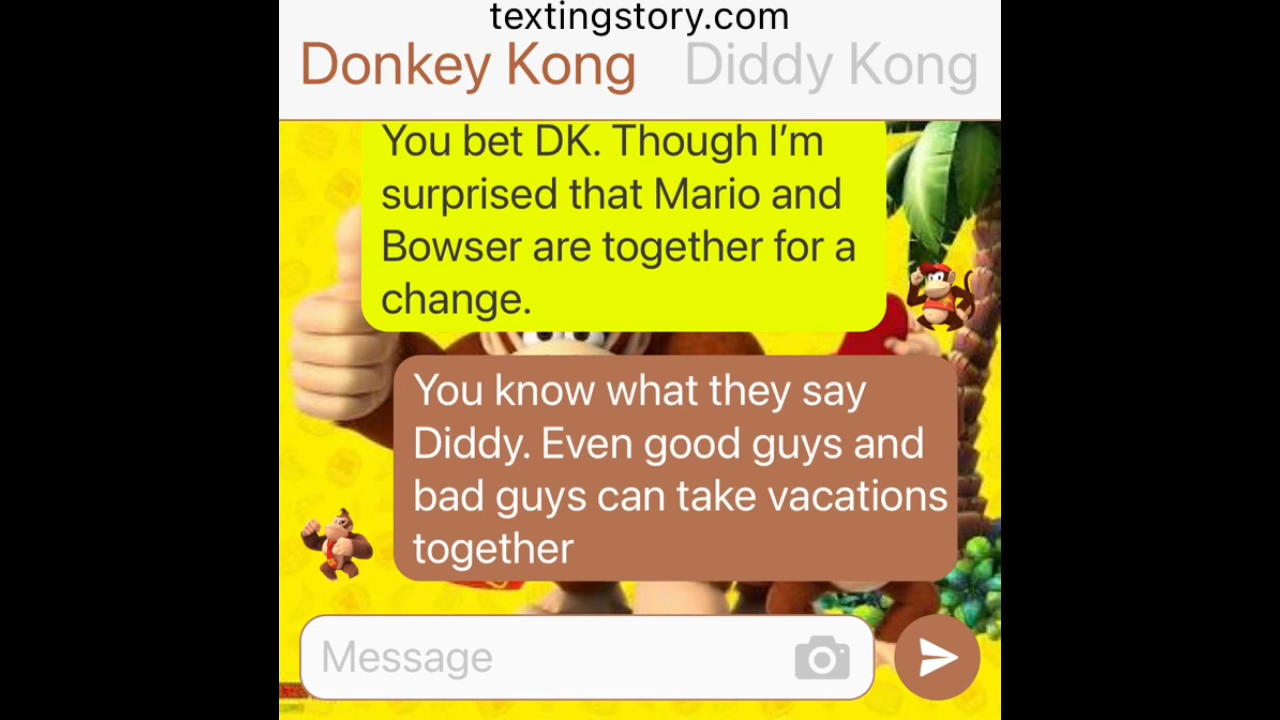 textingstory.com
Donkey Kong Diddy Kong
You bet DK. Though I’m
surprised that Mario and
Bowser are together for a
change.
You know what they say
Diddy. Even good guys and
bad guys can take vacations
together
Message